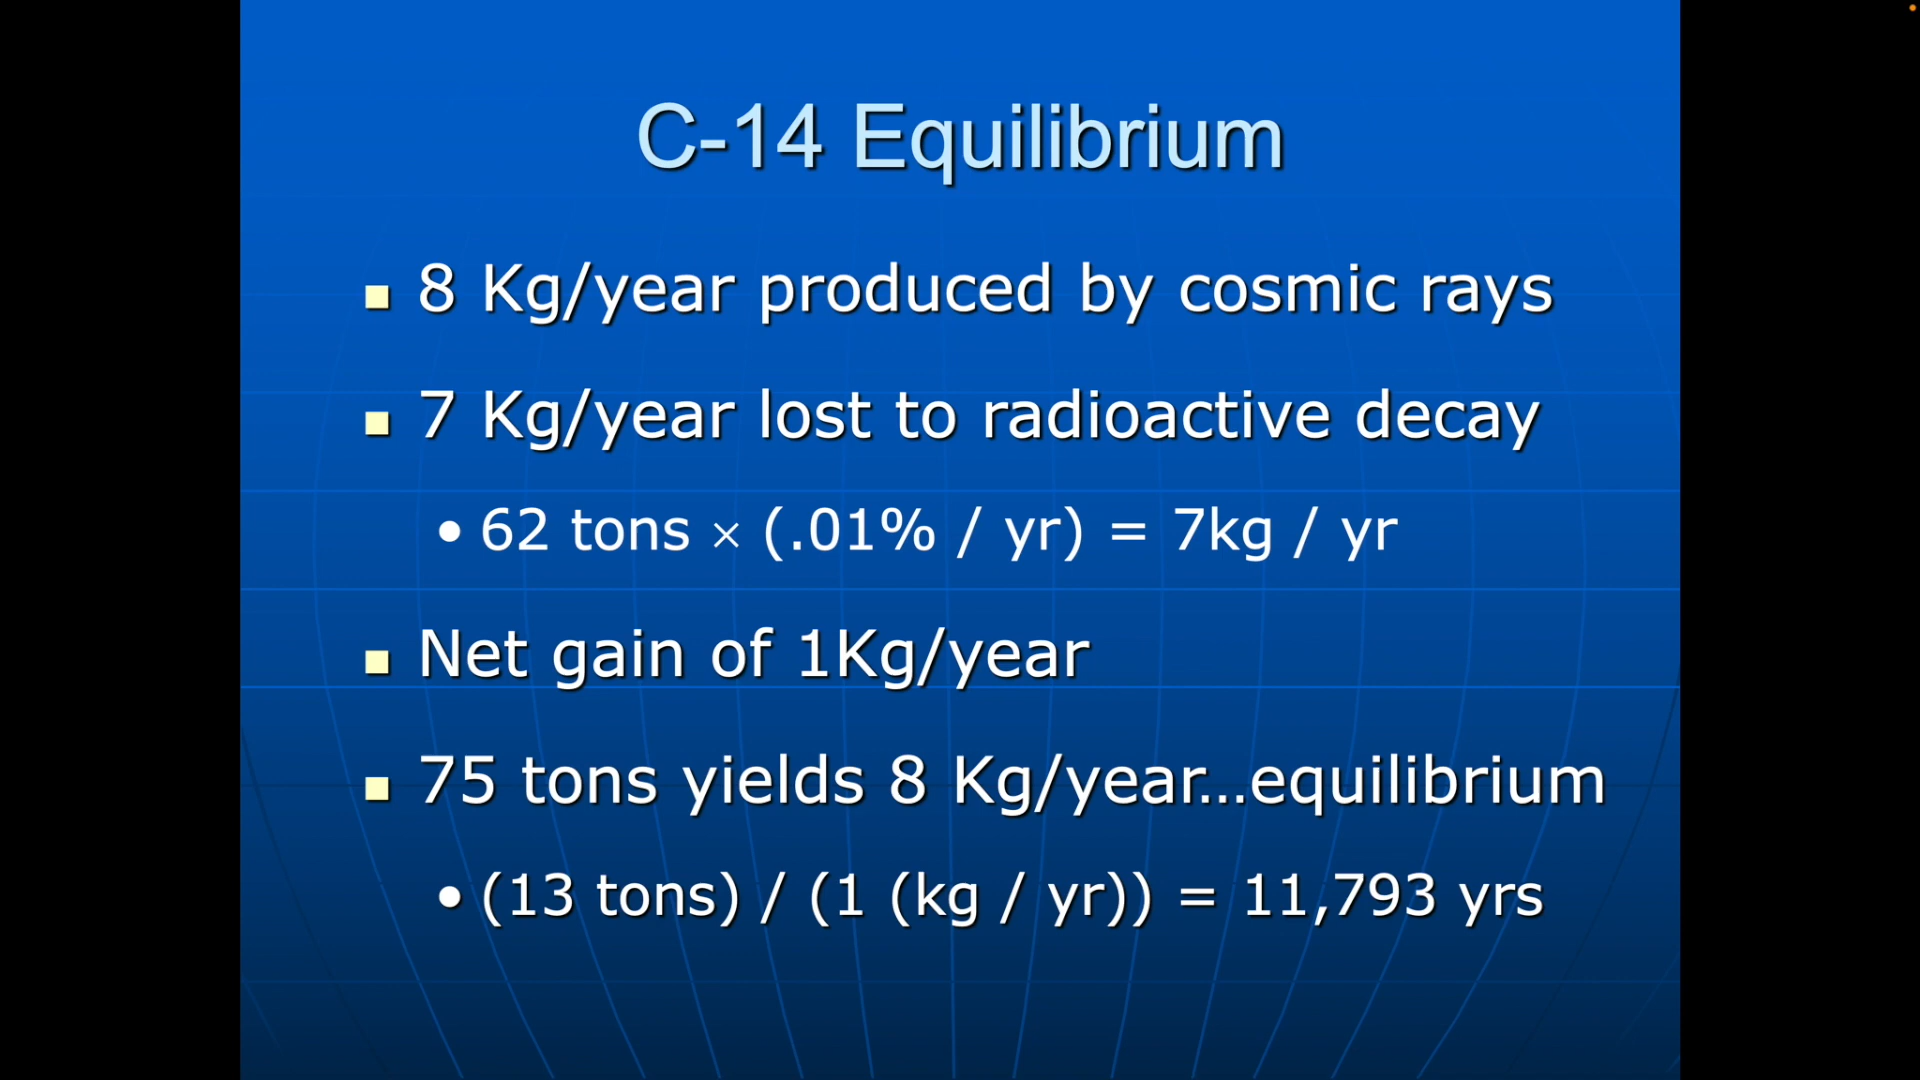 C-14 Equilibrium
8 Kg/year produced by cosmic rays
7 Kg/year lost to radioactive decay
62 tons × (.01% / yr) = 7kg / yr
Net gain of 1Kg/year
75 tons yields 8 Kg/year…equilibrium
(13 tons) / (1 (kg / yr)) = 11,793 yrs